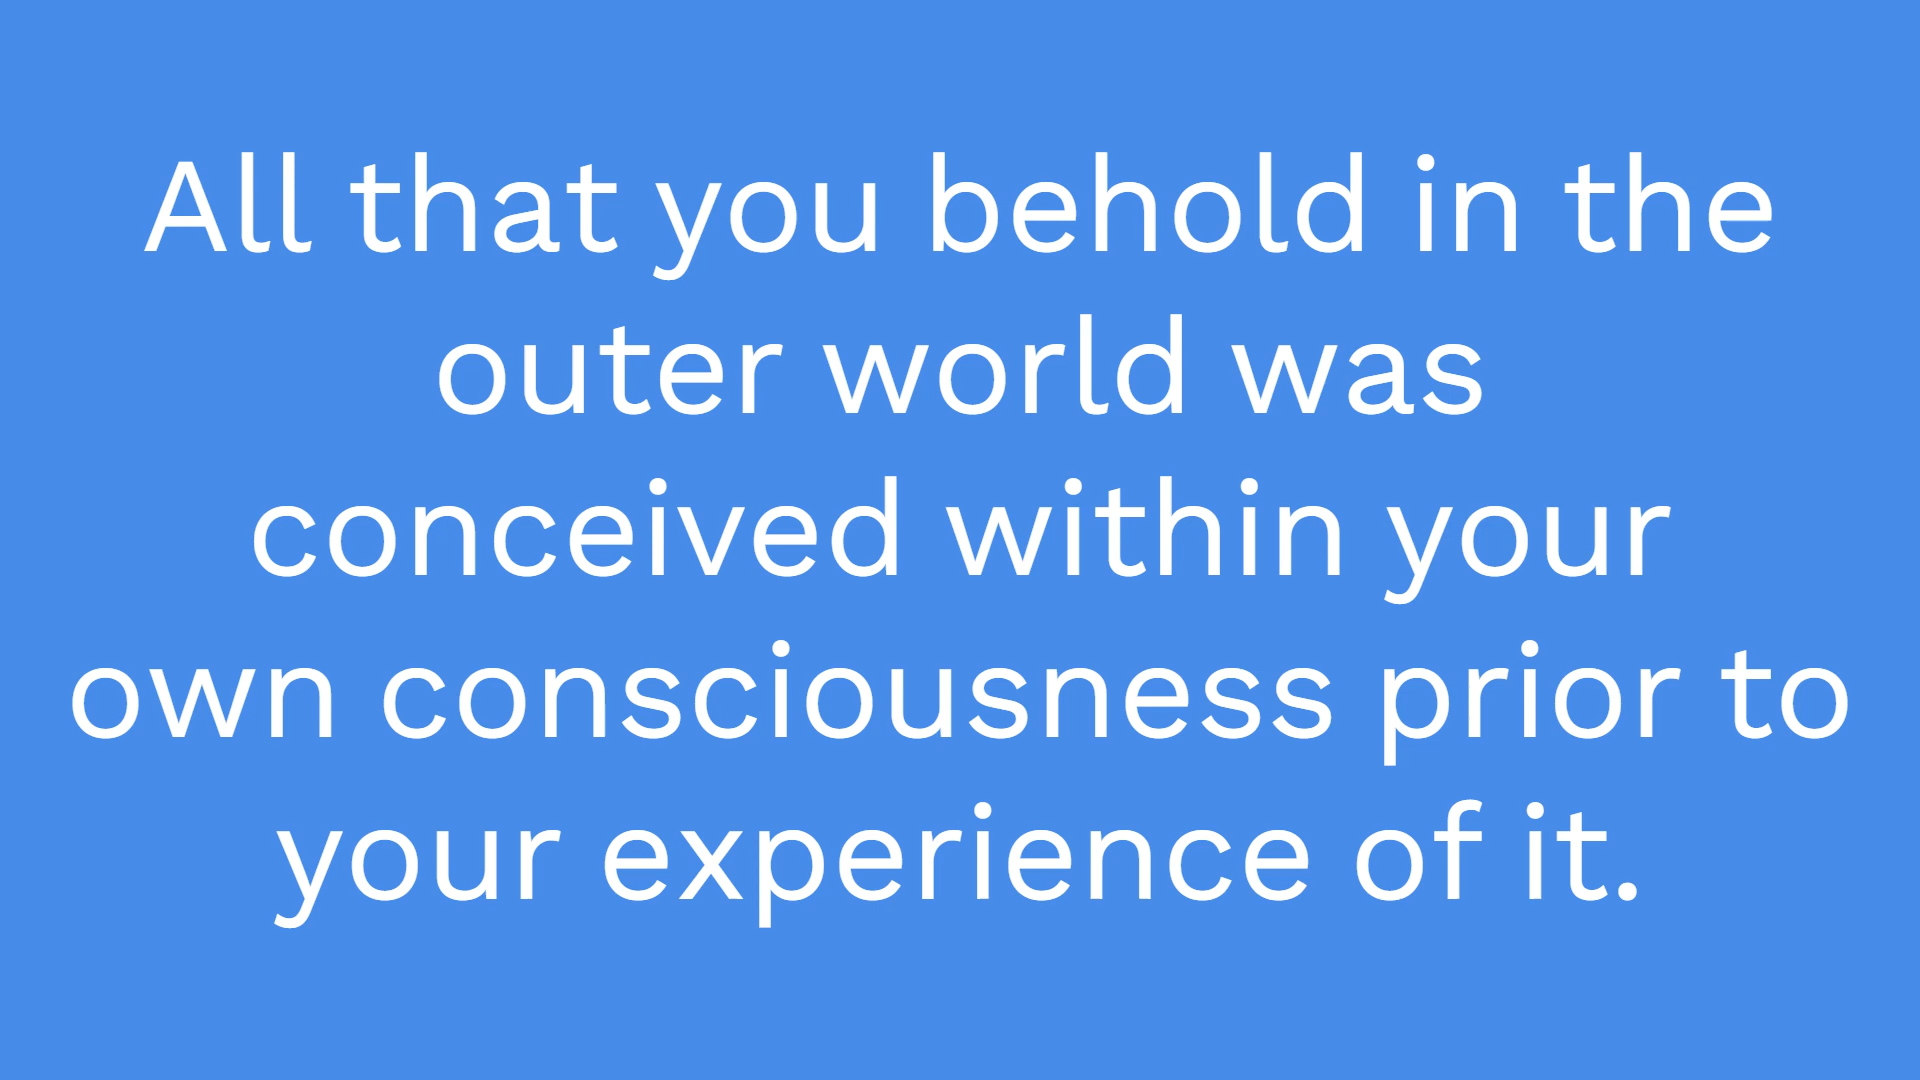 All that you behold in the
outer world was
conceived within your
own consciousness prior to
your experience of it.